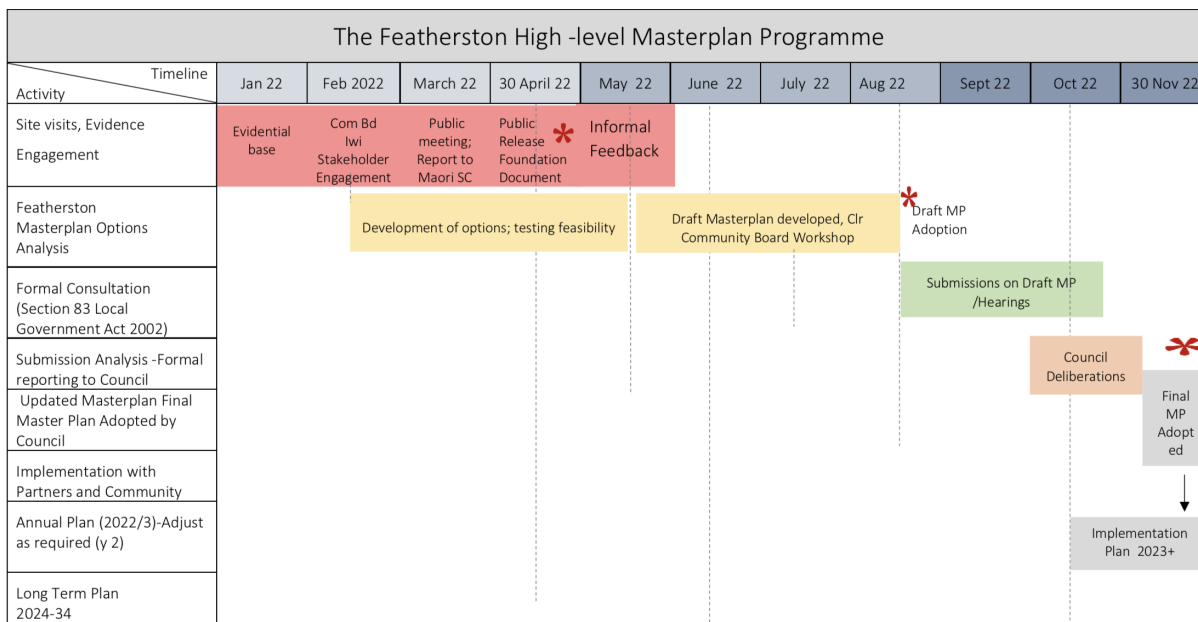 The Featherston High -level Masterplan Programme
Timeline
Activity
Jan 22
Feb 2022
March 22
30 April 22
May 22
June 22
July 22
Aug 22
Sept 22
Oct 22
30 Nov 22
Site visits, Evidence
Engagement
Evidential
base
Com Bd
Iwi
Stakeholder
Engagement
Public
meeting;
Report to
Maori SC
Public
Release
Foundation
Document
*
Informal
Feedback
Featherston
Masterplan Options
Analysis
Development of options; testing feasibility
Draft Masterplan developed, Clr
Community Board Workshop
*
Draft MP
Adoption
Formal Consultation
(Section 83 Local
Government Act 2002)
Submissions on Draft MP
/Hearings
Submission Analysis -Formal
reporting to Council
Council
Deliberations
*
Updated Masterplan Final
Master Plan Adopted by
Council
Final
MP
Adopt
ed
Implementation with
Partners and Community
Annual Plan (2022/3)-Adjust
as required (y 2)
Implementation
Plan 2023+
Long Term Plan
2024-34